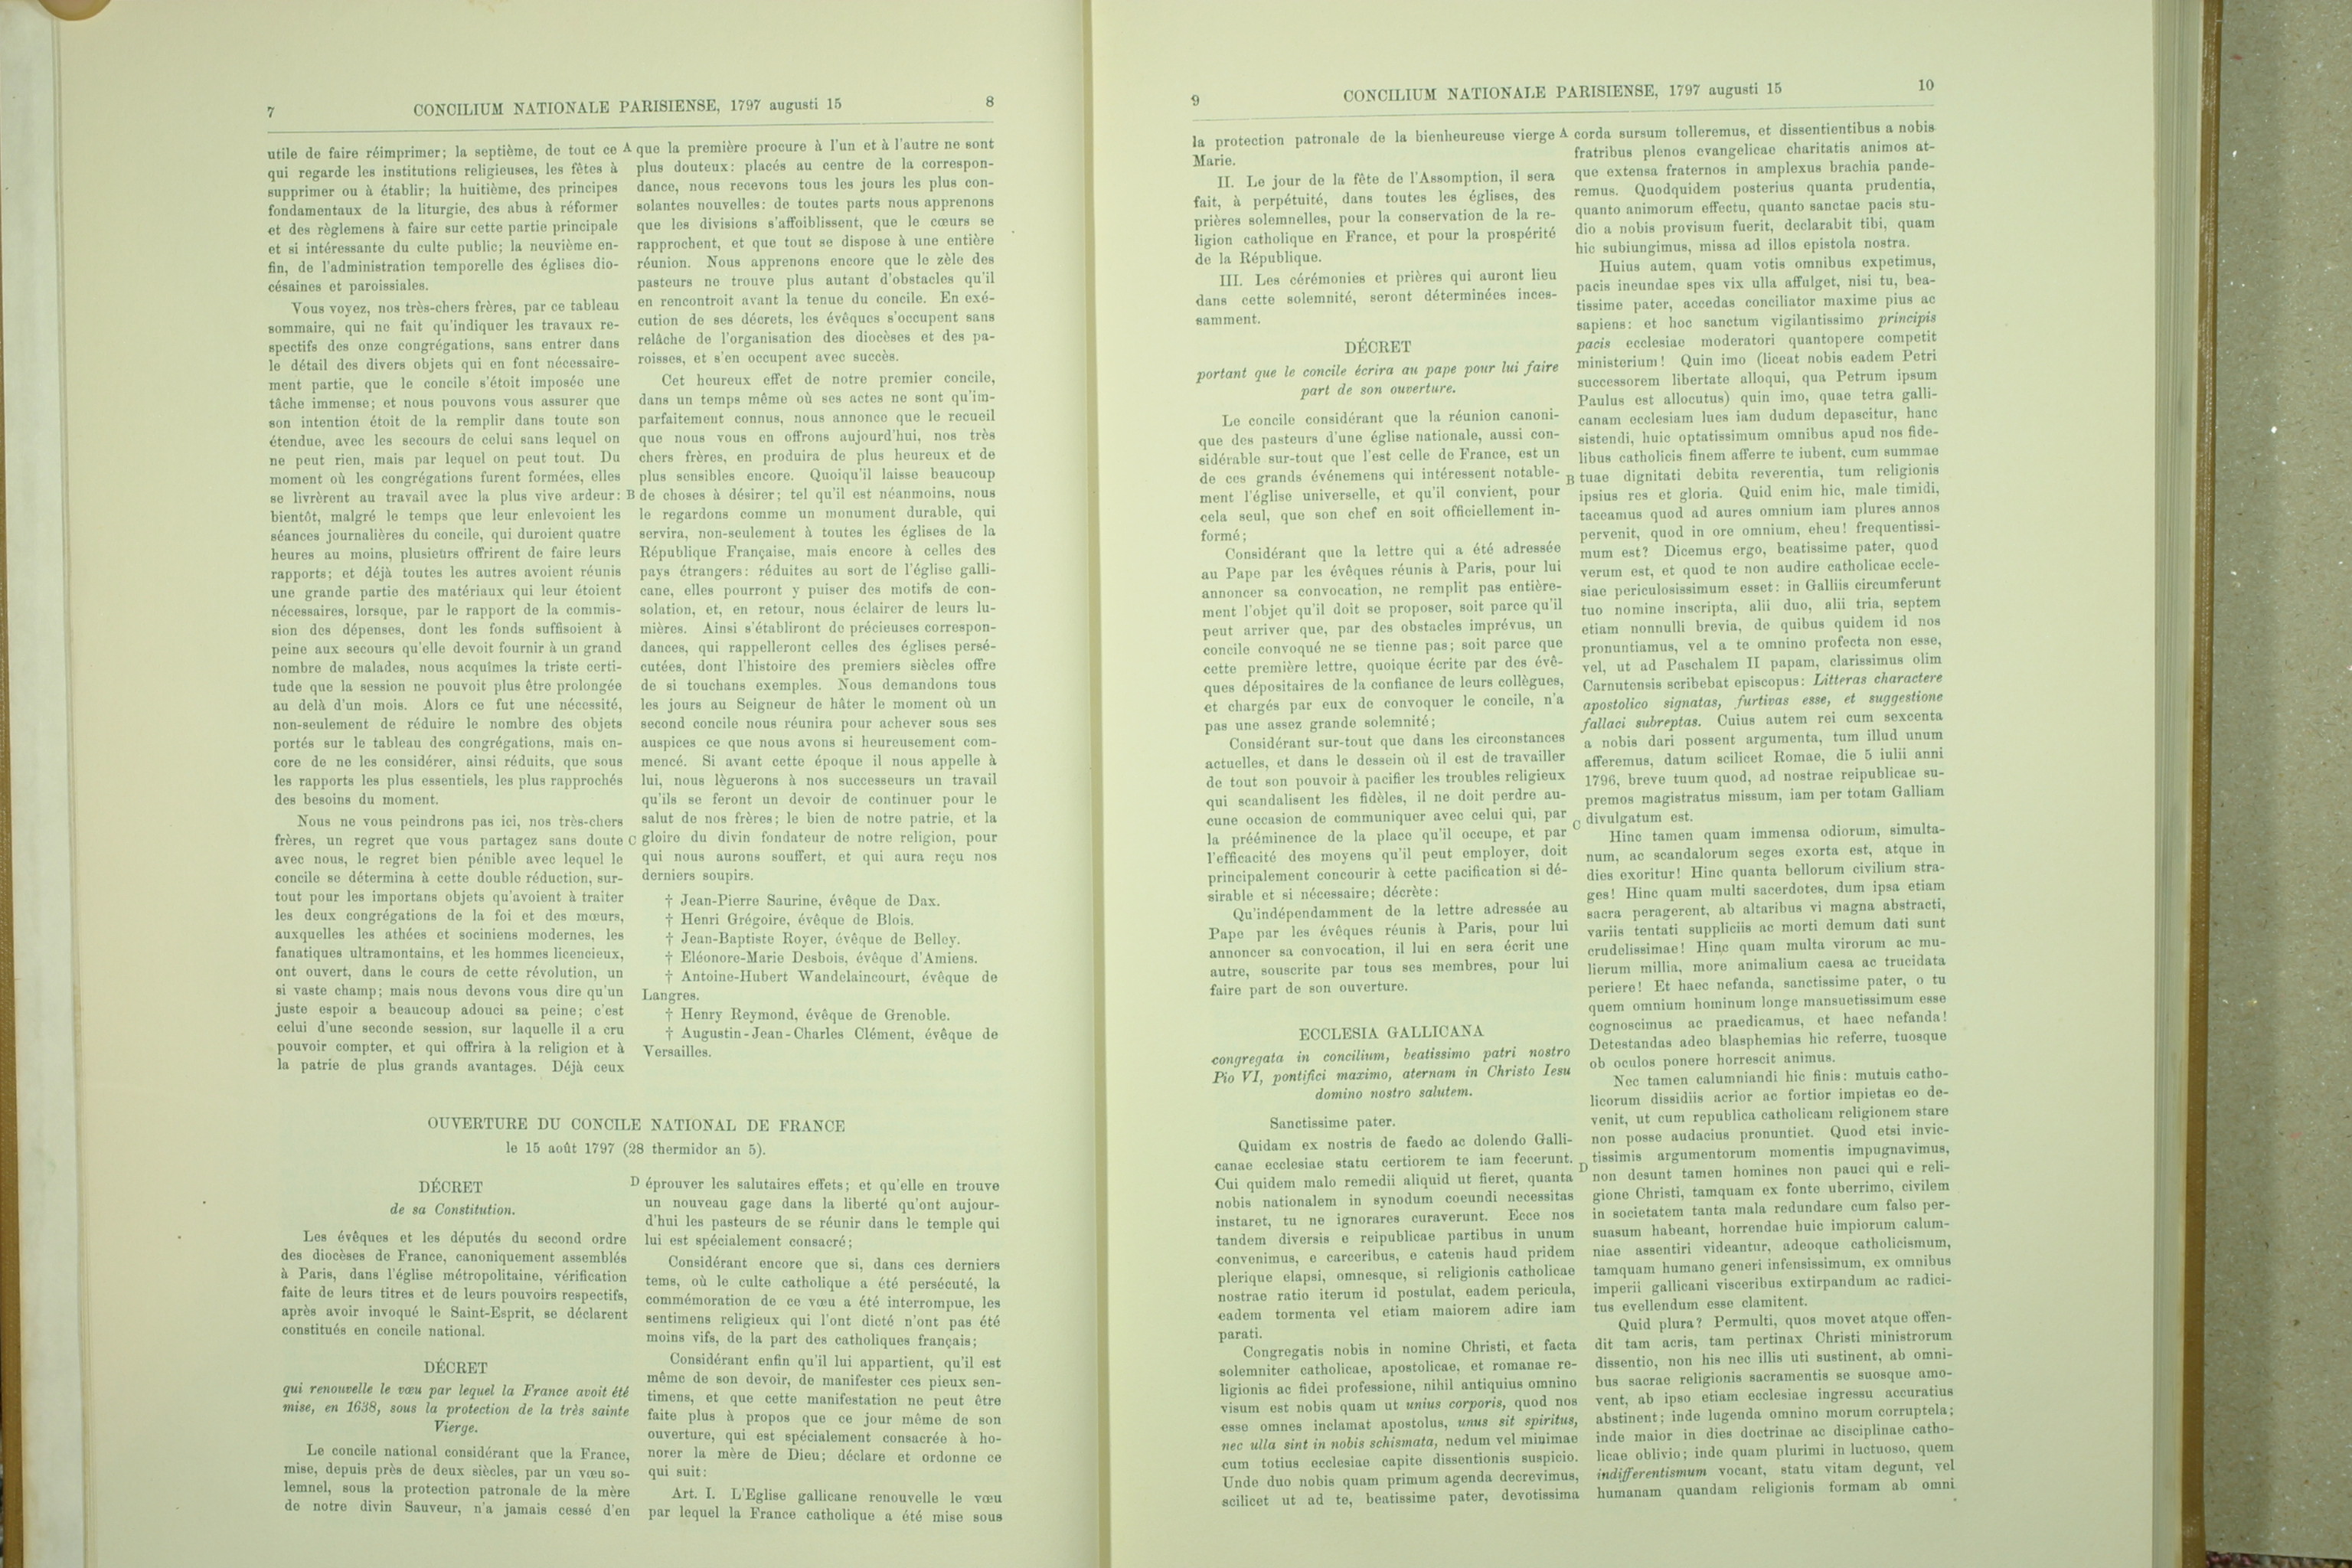 7
CONCILIUM NATIONALE PARISIENSE, 1797 augusti 15
8
utile de faire réimprimer; la septième, de tout ce
qui regarde les institutions religieuses, les fêtes à
supprimer ou à établir; la huitième, des principes
fondamentaux de la liturgie, des abus à réformer
et des règlemens à faire sur cette partie principale
et si intéressante du culte public; la neuvième en-
fin, de l'administration temporelle des églises dio-
césaines et paroissiales.
Vous voyez, nos très-chers frères, par ce tableau
sommaire, qui ne fait qu'indiquer les travaux re-
spectifs des onze congrégations, sans entrer dans
le détail des divers objets qui en font nécessaire-
ment partie, que le concile s'étoit imposée une
tâche immense; et nous pouvons vous assurer que
son intention étoit de la remplir dans toute son
étendue, avec les secours de celui sans lequel on
ne peut rien, mais par lequel on peut tout. Du
moment où les congrégations furent formées, elles
se livrèrent au travail avec la plus vive ardeur:
bientôt, malgré le temps que leur enlevoient les
séances journalières du concile, qui duroient quatre
heures au moins, plusieurs offrirent de faire leurs
rapports; et déjà toutes les autres avoient réunis
une grande partie des matériaux qui leur étoient
nécessaires, lorsque, par le rapport de la commis-
sion des dépenses, dont les fonds suffisoient à
peine aux secours qu'elle devoit fournir à un grand
nombre de malades, nous acquîmes la triste certi-
tude que la session ne pouvoit plus être prolongée
au delà d'un mois. Alors ce fut une nécessité,
non-seulement de réduire le nombre des objets
portés sur le tableau des congrégations, mais en-
core de ne les considérer, ainsi réduits, que sous
les rapports les plus essentiels, les plus rapprochés
des besoins du moment.
Nous ne vous peindrons pas ici, nos très-chers
frères, un regret que vous partagez sans doute
avec nous, le regret bien pénible avec lequel le
concile se détermina à cette double réduction, sur-
tout pour les importans objets qu'avoient à traiter
les deux congrégations de la foi et des mœurs,
auxquelles les athées et sociniens modernes, les
fanatiques ultramontains, et les hommes licencieux,
ont ouvert, dans le cours de cette révolution, un
si vaste champ; mais nous devons vous dire qu'un
juste espoir a beaucoup adouci sa peine; c'est
celui d'une seconde session, sur laquelle il a cru
pouvoir compter, et qui offrira à la religion et à
la patrie de plus grands avantages. Déjà ceux
A
B
C
que la première procure à l'un et à l'autre ne sont
plus douteux: placés au centre de la correspon-
dance, nous recevons tous les jours les plus con-
solantes nouvelles: de toutes parts nous apprenons
que les divisions s'affoiblissent, que le cœurs se
rapprochent, et que tout se dispose à une entière
réunion. Nous apprenons encore que le zèle des
pasteurs ne trouve plus autant d'obstacles qu'il
en rencontroit avant la tenue du concile. En exé-
cution de ses décrets, les évêques s'occupent sans
relâche de l'organisation des diocèses et des pa-
roisses, et s'en occupent avec succès.
Cet heureux effet de notre premier concile,
dans un temps même où ses actes ne sont qu'im-
parfaitement connus, nous annonce que le recueil
que nous vous en offrons aujourd'hui, nos très
chers frères, en produira de plus heureux et de
plus sensibles encore. Quoiqu'il laisse beaucoup
de choses à désirer; tel qu'il est néanmoins, nous
le regardons comme un monument durable, qui
servira, non-seulement à toutes les églises de la
République Française, mais encore à celles des
pays étrangers: réduites au sort de l'église galli-
cane, elles pourront y puiser des motifs de con-
solation, et, en retour, nous éclairer de leurs lu-
mières. Ainsi s'établiront de précieuses correspon-
dances, qui rappelleront celles des églises persé-
cutées, dont l'histoire des premiers siècles offre
de si touchans exemples. Nous demandons tous
les jours au Seigneur de hâter le moment où un
second concile nous réunira pour achever sous ses
auspices ce que nous avons si heureusement com-
mencé. Si avant cette époque il nous appelle à
lui, nous lèguerons à nos successeurs un travail
qu'ils se feront un devoir de continuer pour le
salut de nos frères; le bien de notre patrie, et la
gloire du divin fondateur de notre religion, pour
qui nous aurons souffert, et qui aura reçu nos
derniers soupirs.
† Jean-Pierre Saurine, évêque de Dax.
† Henri Grégoire, évêque de Blois.
† Jean-Baptiste Royer, évêque de Belley.
† Eléonore-Marie Desbois, évêque d'Amiens.
† Antoine-Hubert Wandelaincourt, évêque de
Langres.
† Henry Reymond, évêque de Grenoble.
† Augustin-Jean-Charles Clément, évêque de
Versailles.
OUVERTURE DU CONCILE NATIONAL DE FRANCE
le 15 août 1797 (28 thermidor an 5).
DÉCRET
de sa Constitution.
Les évêques et les députés du second ordre
des diocèses de France, canoniquement assemblés
à Paris, dans l'église métropolitaine, vérification
faite de leurs titres et de leurs pouvoirs respectifs,
après avoir invoqué le Saint-Esprit, se déclarent
constitués en concile national.
DÉCRET
qui renouvelle le vœu par lequel la France avoit été
mise, en 1638, sous la protection de la très sainte
Vierge.
Le concile national considérant que la France,
mise, depuis près de deux siècles, par un vœu so-
lemnel, sous la protection patronale de la mère
de notre divin Sauveur, n'a jamais cessé d'en
D
éprouver les salutaires effets; et qu'elle en trouve
un nouveau gage dans la liberté qu'ont aujour-
d'hui les pasteurs de se réunir dans le temple qui
lui est spécialement consacré;
Considérant encore que si, dans ces derniers
tems, où le culte catholique a été persécuté, la
commémoration de ce vœu a été interrompue, les
sentimens religieux qui l'ont dicté n'ont pas été
moins vifs, de la part des catholiques français;
Considérant enfin qu'il lui appartient, qu'il est
même de son devoir, de manifester ces pieux sen-
timens, et que cette manifestation ne peut être
faite plus à propos que ce jour même de son
ouverture, qui est spécialement consacrée à ho-
norer la mère de Dieu; déclare et ordonne ce
qui suit:
Art. I. L'Eglise gallicane renouvelle le vœu
par lequel la France catholique a été mise sous
9
CONCILIUM NATIONALE PARISIENSE, 1797 augusti 15
10
la protection patronale de la bienheureuse vierge
Marie.
II. Le jour de la fête de l'Assomption, il sera
fait, à perpétuité, dans toutes les églises, des
prières solemnelles, pour la conservation de la re-
ligion catholique en France, et pour la prospérité
de la République.
III. Les cérémonies et prières qui auront lieu
dans cette solemnité, seront déterminées inces-
samment.
DÉCRET
portant que le concile écrira au pape pour lui faire
part de son ouverture.
Le concile considérant que la réunion canoni-
que des pasteurs d'une église nationale, aussi con-
sidérable sur-tout que l'est celle de France, est un
de ces grands événemens qui intéressent notable-
ment l'église universelle, et qu'il convient, pour
cela seul, que son chef en soit officiellement in-
formé;
Considérant que la lettre qui a été adressée
au Pape par les évêques réunis à Paris, pour lui
annoncer sa convocation, ne remplit pas entière-
ment l'objet qu'il doit se proposer, soit parce qu'il
peut arriver que, par des obstacles imprévus, un
concile convoqué ne se tienne pas; soit parce que
cette première lettre, quoique écrite par des évê-
ques dépositaires de la confiance de leurs collègues,
et chargés par eux de convoquer le concile, n'a
pas une assez grande solemnité;
Considérant sur-tout que dans les circonstances
actuelles, et dans le dessein où il est de travailler
de tout son pouvoir à pacifier les troubles religieux
qui scandalisent les fidèles, il ne doit perdre au-
cune occasion de communiquer avec celui qui, par
la prééminence de la place qu'il occupe, et par
l'efficacité des moyens qu'il peut employer, doit
principalement concourir à cette pacification si dé-
sirable et si nécessaire; décrète:
Qu'indépendamment de la lettre adressée au
Pape par les évêques réunis à Paris, pour lui
annoncer sa convocation, il lui en sera écrit une
autre, souscrite par tous ses membres, pour lui
faire part de son ouverture.
ECCLESIA GALLICANA
congregata in concilium, beatissimo patri nostro
Pio VI, pontifici maximo, aternam in Christo Iesu
domino nostro salutem.
Sanctissime pater.
Quidam ex nostris de faedo ac dolendo Galli-
canae ecclesiae statu certiorem te iam fecerunt.
Cui quidem malo remedii aliquid ut fieret, quanta
nobis nationalem in synodum coeundi necessitas
instaret, tu ne ignorares curaverunt. Ecce nos
tandem diversis e reipublicae partibus in unum
convenimus, e carceribus, e catenis haud pridem
plerique elapsi, omnesque, si religionis catholicae
nostrae ratio iterum id postulat, eadem pericula,
eadem tormenta vel etiam maiorem adire iam
parati.
Congregatis nobis in nomine Christi, et facta
solemniter catholicae, apostolicae, et romanae re-
ligionis ac fidei professione, nihil antiquius omnino
visum est nobis quam ut unius corporis, quod nos
esse omnes inclamat apostolus, unus sit spiritus,
nec ulla sint in nobis schismata, nedum vel minimae
cum totius ecclesiae capite dissentionis suspicio.
Unde duo nobis quam primum agenda decrevimus,
scilicet ut ad te, beatissime pater, devotissima
A
B
C
D
corda sursum tolleremus, et dissentientibus a nobis
fratribus plenos evangelicae charitatis animos at-
que extensa fraternos in amplexus brachia pande-
remus. Quodquidem posterius quanta prudentia,
quanto animorum effectu, quanto sanctae pacis stu-
dio a nobis provisum fuerit, declarabit tibi, quam
hic subiungimus, missa ad illos epistola nostra.
Huius autem, quam votis omnibus expetimus,
pacis incundae spes vix ulla affulget, nisi tu, bea-
tissime pater, accedas conciliator maxime pius ac
sapiens: et hoc sanctum vigilantissimo principis
pacis ecclesiae moderatori quantopere competit
ministerium! Quin imo (liceat nobis eadem Petri
successorem libertate alloqui, qua Petrum ipsum
Paulus est allocutus) quin imo, quae tetra galli-
canam ecclesiam lues iam dudum depascitur, hanc
sistendi, huic optatissimum omnibus apud nos fide-
libus catholicis finem afferre te iubent, cum summae
tuae dignitati debita reverentia, tum religionis
ipsius res et gloria. Quid enim hic, male timidi,
taceamus quod ad aures omnium iam plures annos
pervenit, quod in ore omnium, eheu! frequentissi-
mum est? Dicemus ergo, beatissime pater, quod
verum est, et quod te non audire catholicae eccle-
siae periculosissimum esset: in Galliis circumferunt
tuo nomine inscripta, alii duo, alii tria, septem
etiam nonnulli brevia, de quibus quidem id nos
pronuntiamus, vel a te omnino profecta non esse,
vel, ut ad Paschalem II papam, clarissimus olim
Carnutensis scribebat episcopus: Litteras charactere
apostolico signatas, furtivas esse, et suggestione
fallaci subreptas. Cuius autem rei cum sexcenta
a nobis dari possent argumenta, tum illud unum
afferemus, datum scilicet Romae, die 5 iulii anni
1796, breve tuum quod, ad nostrae reipublicae su-
premos magistratus missum, iam per totam Galliam
divulgatum est.
Hinc tamen quam immensa odiorum, simulta-
num, ac scandalorum seges exorta est, atque in
dies exoritur! Hinc quanta bellorum civilium stra-
ges! Hinc quam multi sacerdotes, dum ipsa etiam
sacra peragerent, ab altaribus vi magna abstracti,
variis tentati suppliciis ac morti demum dati sunt
crudelissimae! Hinc quam multa virorum ac mu-
lierum millia, more animalium caesa ac trucidata
periere! Et haec nefanda, sanctissime pater, o tu
quem omnium hominum longe mansuetissimum esse
cognoscimus ac praedicamus, et haec nefanda!
Detestandas adeo blasphemias hic referre, tuosque
ob oculos ponere horrescit animus.
Nec tamen calumniandi hic finis: mutuis catho-
licorum dissidiis acrior ac fortior impietas eo de-
venit, ut cum republica catholicam religionem stare
non posse audacius pronuntiet. Quod etsi invic-
tissimis argumentorum momentis impugnavimus,
non desunt tamen homines non pauci qui e reli-
gione Christi, tamquam ex fonte uberrimo, civilem
in societatem tanta mala redundare cum falso per-
suasum habeant, horrendae huic impiorum calum-
niae assentiri videantur, adeoque catholicismum,
tamquam humano generi infensissimum, ex omnibus
imperii gallicani visceribus extirpandum ac radici-
tus evellendum esse clamitent.
Quid plura? Permulti, quos movet atque offen-
dit tam acris, tam pertinax Christi ministrorum
dissentio, non his nec illis uti sustinent, ab omni-
bus sacrae religionis sacramentis se suosque amo-
vent, ab ipso etiam ecclesiae ingressu accuratius
abstinent; inde lugenda omnino morum corruptela;
inde maior in dies doctrinae ac disciplinae catho-
licae oblivio; inde quam plurimi in luctuoso, quem
indifferentismum vocant, statu vitam degunt, vel
humanam quandam religionis formam ab omni